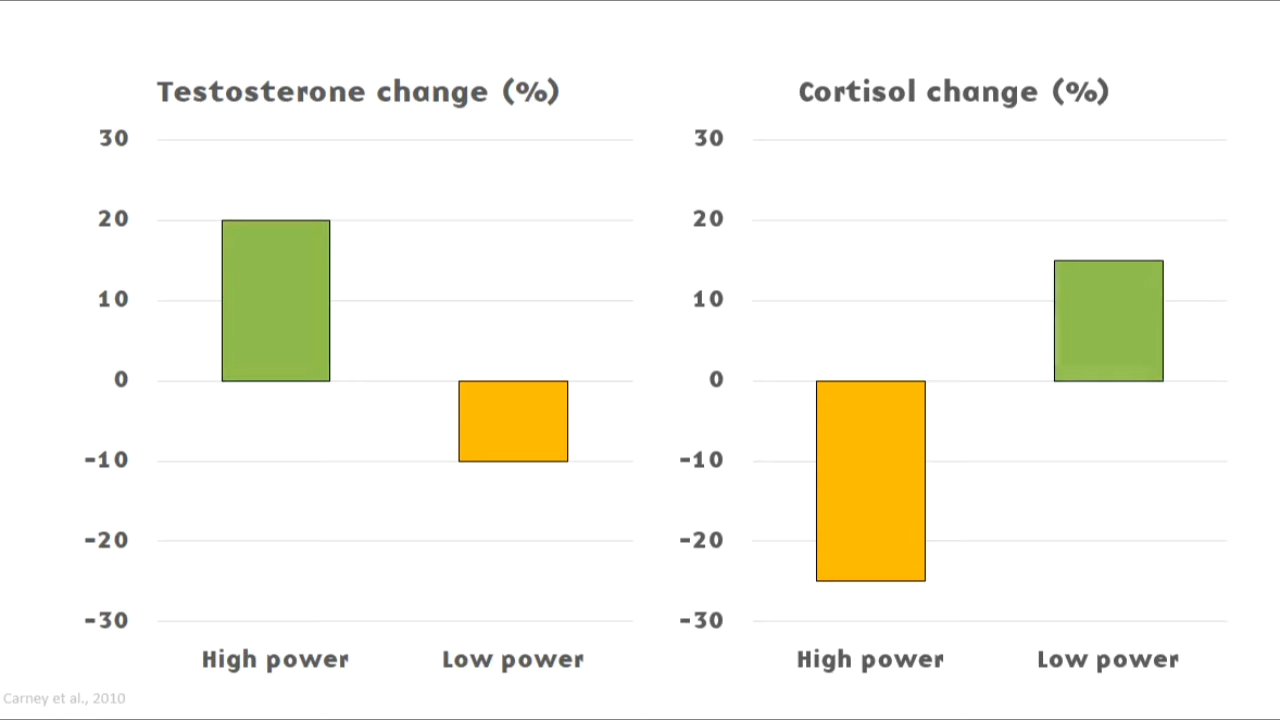 Testosterone change (%)
30
20
10
0
-10
-20
-30
High power Low power
Cortisol change (%)
30
20
10
0
-10
-20
-30
High power Low power
Carney et al., 2010